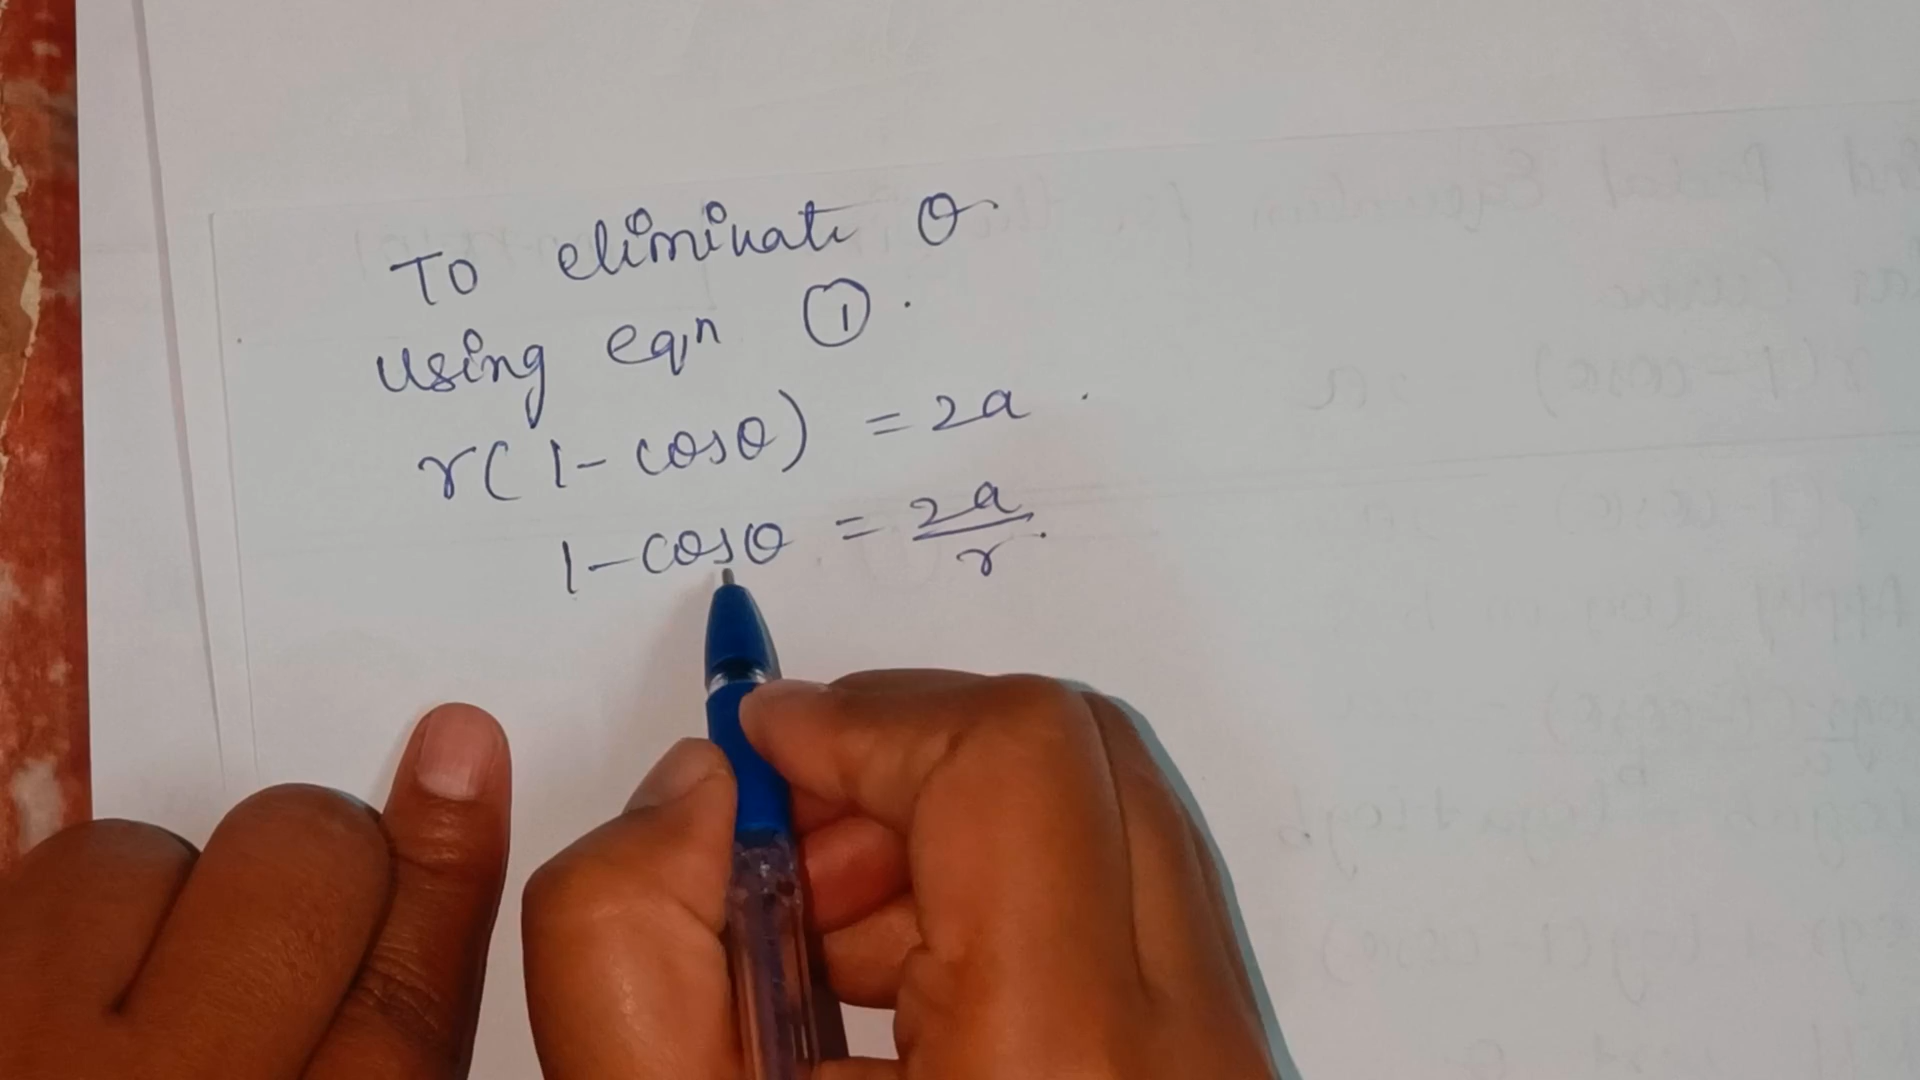 To eliminate θ
using eqn ①.
r(1-cosθ) = 2a.
1-cosθ = 2a/r.